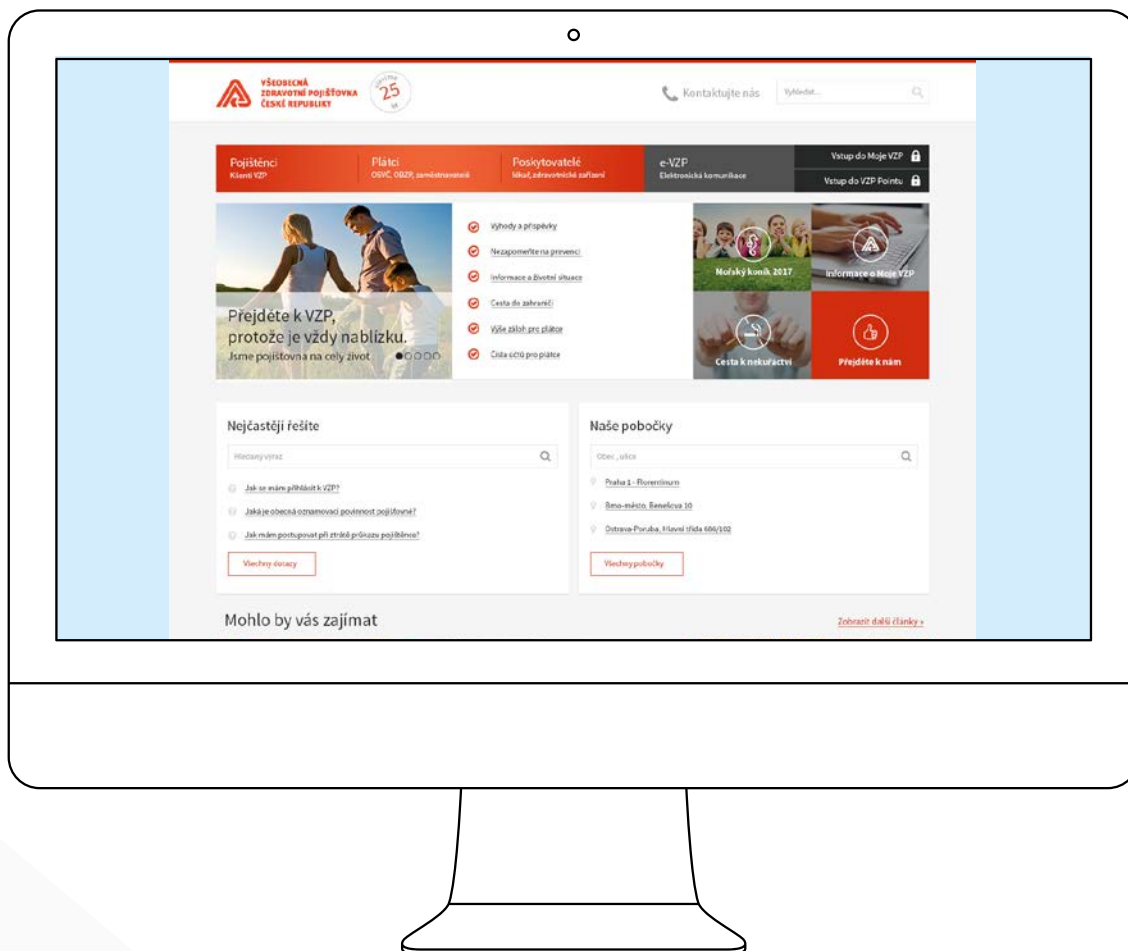 VŠEOBECNÁ
ZDRAVOTNÍ POJIŠŤOVNA
ČESKÉ REPUBLIKY
25
Kontaktujte nás
Vyhledat...
Pojištěnci
Klienti VZP
Plátci
OSVČ, OBZP, zaměstnavatelé
Poskytovatelé
lékař, zdravotnické zařízení
e-VZP
Elektronická komunikace
Vstup do Moje VZP
Vstup do VZP Pointu
Přejděte k VZP,
protože je vždy nablízku.
Jsme pojišťovna na celý život
Výhody a příspěvky
Nezapomeňte na prevenci
Informace a životní situace
Cesta do zahraničí
Výše záloh pro plátce
Čísla účtů pro plátce
Mořský koník 2017
Informace o Moje VZP
Cesta k nekuřáctví
Přejděte k nám
Nejčastěji řešíte
Hledaný výraz
Jak se mám přihlásit k VZP?
Jaká je obecná oznamovací povinnost pojišťovně?
Jak mám postupovat při ztrátě průkazu pojištěnce?
Všechny dotazy
Naše pobočky
Obec, ulice
Praha 1 - Florentinum
Brno-město, Benešova 10
Ostrava-Poruba, Hlavní třída 686/102
Všechny pobočky
Mohlo by vás zajímat
Zobrazit další články »